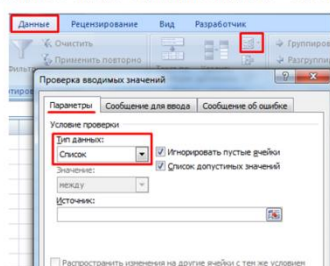 Данные Рецензирование Вид Разработчик
Очистить
Применить повторно
Группиров
Разгруппи
Проверка вводимых значений
Параметры Сообщение для ввода Сообщение об ошибке
Условие проверки
Тип данных:
Список Игнорировать пустые ячейки
Значение: Список допустимых значений
между
Источник:
Распространить изменения на другие ячейки с тем же условием